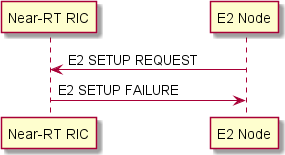 Near-RT RIC
E2 Node
E2 SETUP REQUEST
E2 SETUP FAILURE
Near-RT RIC
E2 Node